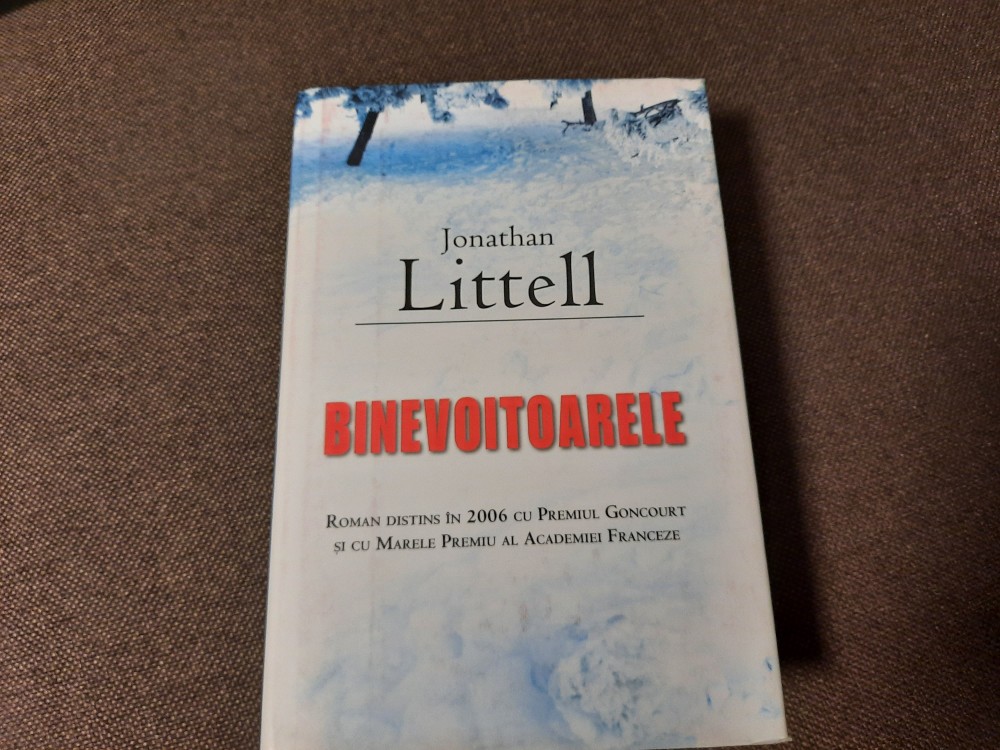 Jonathan
Littell
BINEVOITOARELE
Roman distins în 2006 cu Premiul Goncourt
și cu Marele Premiu al Academiei Franceze